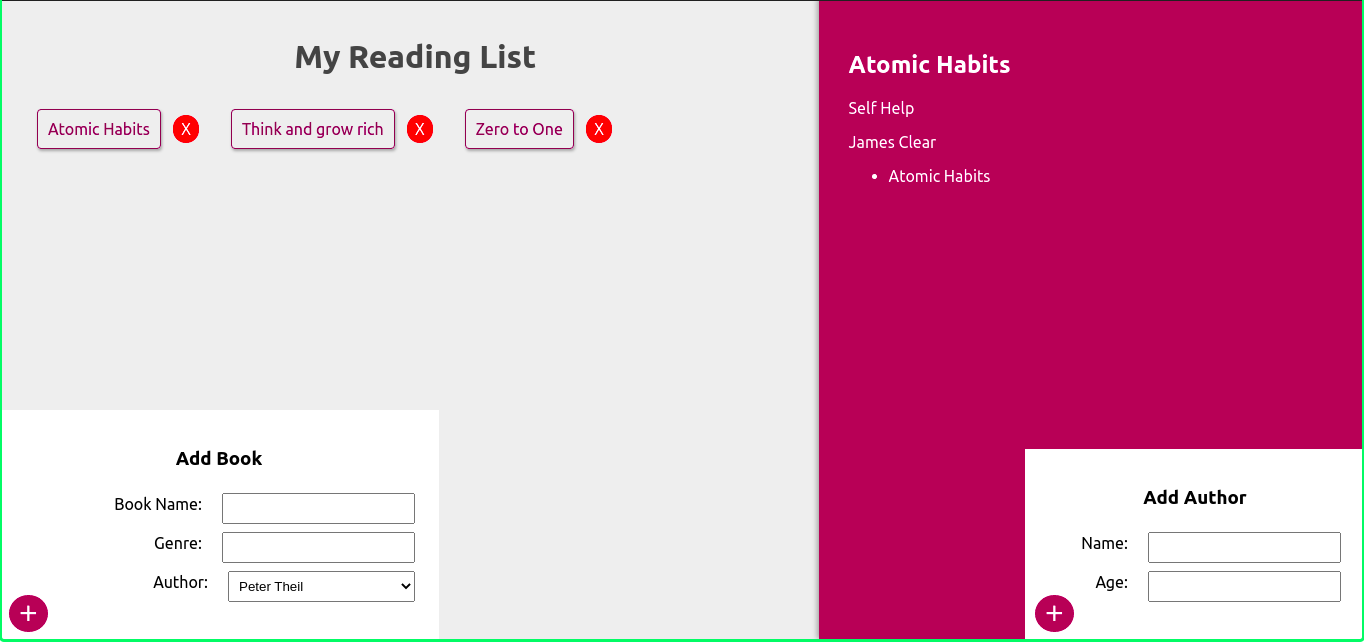 My Reading List
Atomic Habits X Think and grow rich X Zero to One X
Add Book
Book Name:
Genre:
Author: Peter Theil
+
Atomic Habits
Self Help
James Clear
• Atomic Habits
Add Author
Name:
Age:
+